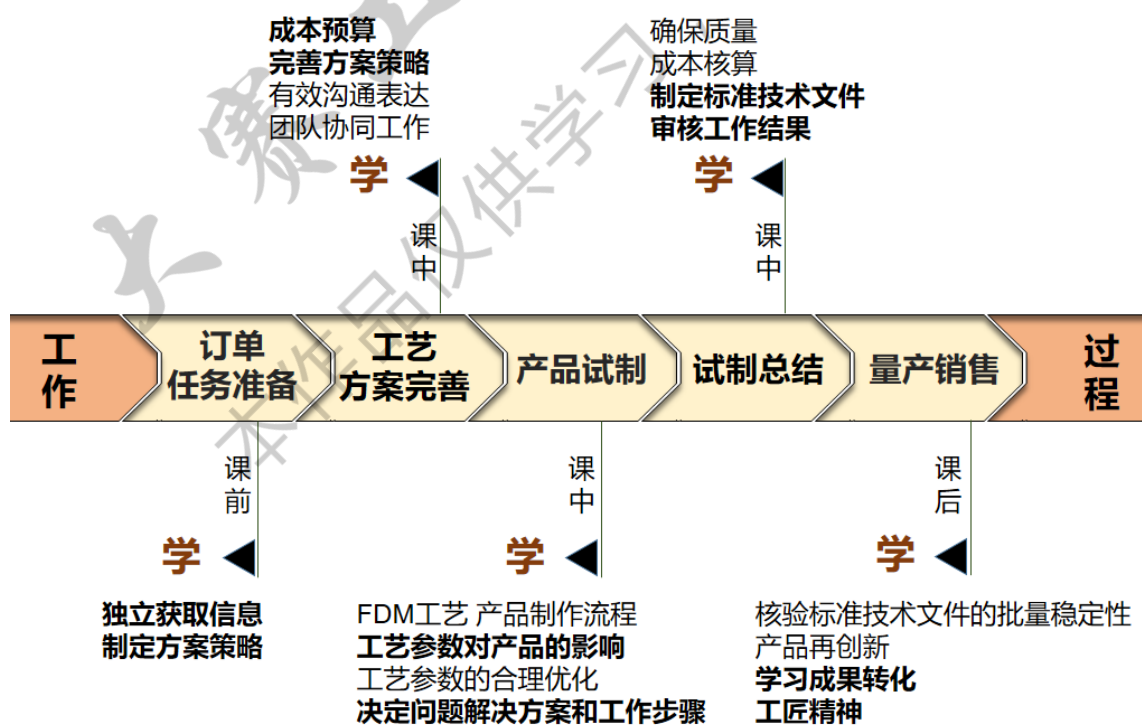 成本预算
完善方案策略
有效沟通表达
团队协同工作
学
课中
确保质量
成本核算
制定标准技术文件
审核工作结果
学
课中
工作
订单
任务准备
工艺
方案完善
产品试制
试制总结
量产销售
过程
课前
学
独立获取信息
制定方案策略
课中
学
FDM工艺 产品制作流程
工艺参数对产品的影响
工艺参数的合理优化
决定问题解决方案和工作步骤
课后
学
核验标准技术文件的批量稳定性
产品再创新
学习成果转化
工匠精神
大赛
本作品仅供学习